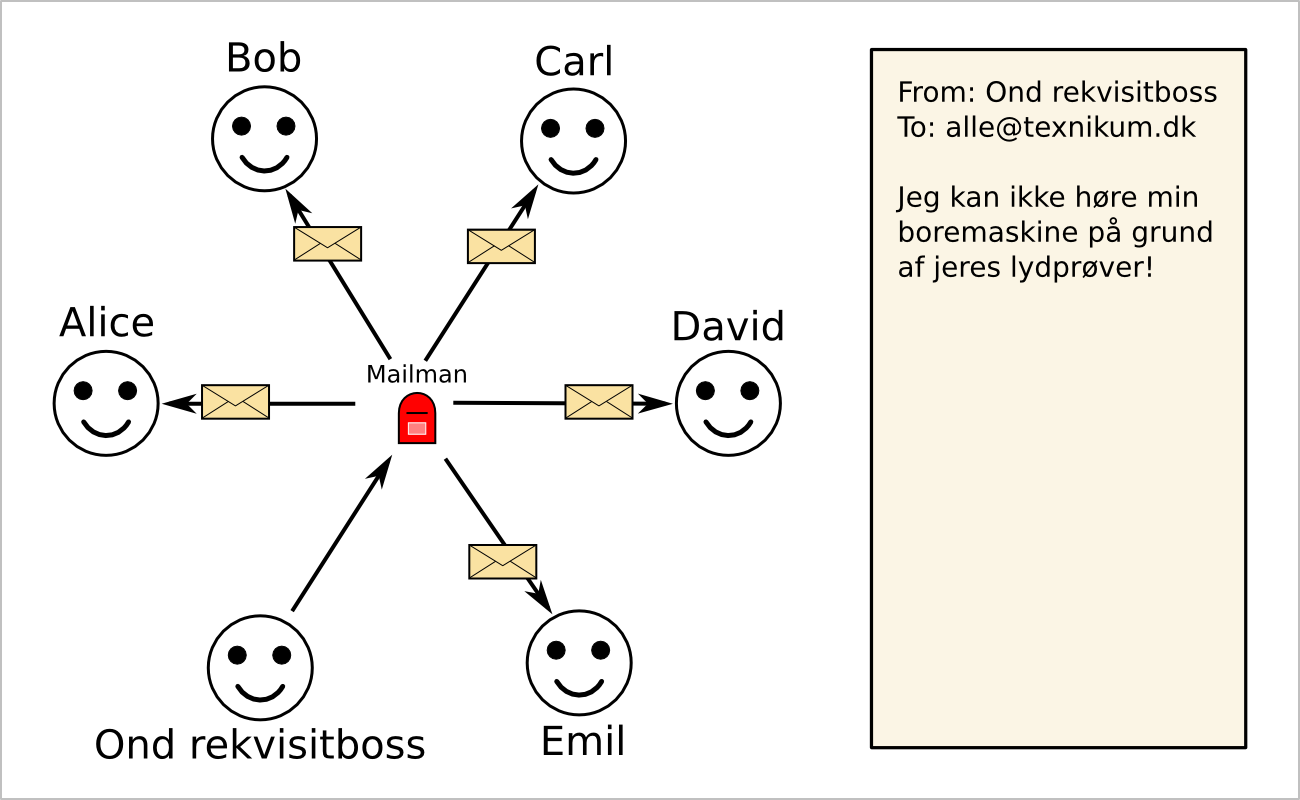 Bob
Carl
Alice
David
Mailman
Ond rekvisitboss
Emil
From: Ond rekvisitboss
To: alle@texnikum.dk
Jeg kan ikke høre min
boremaskine på grund
af jeres lydprøver!